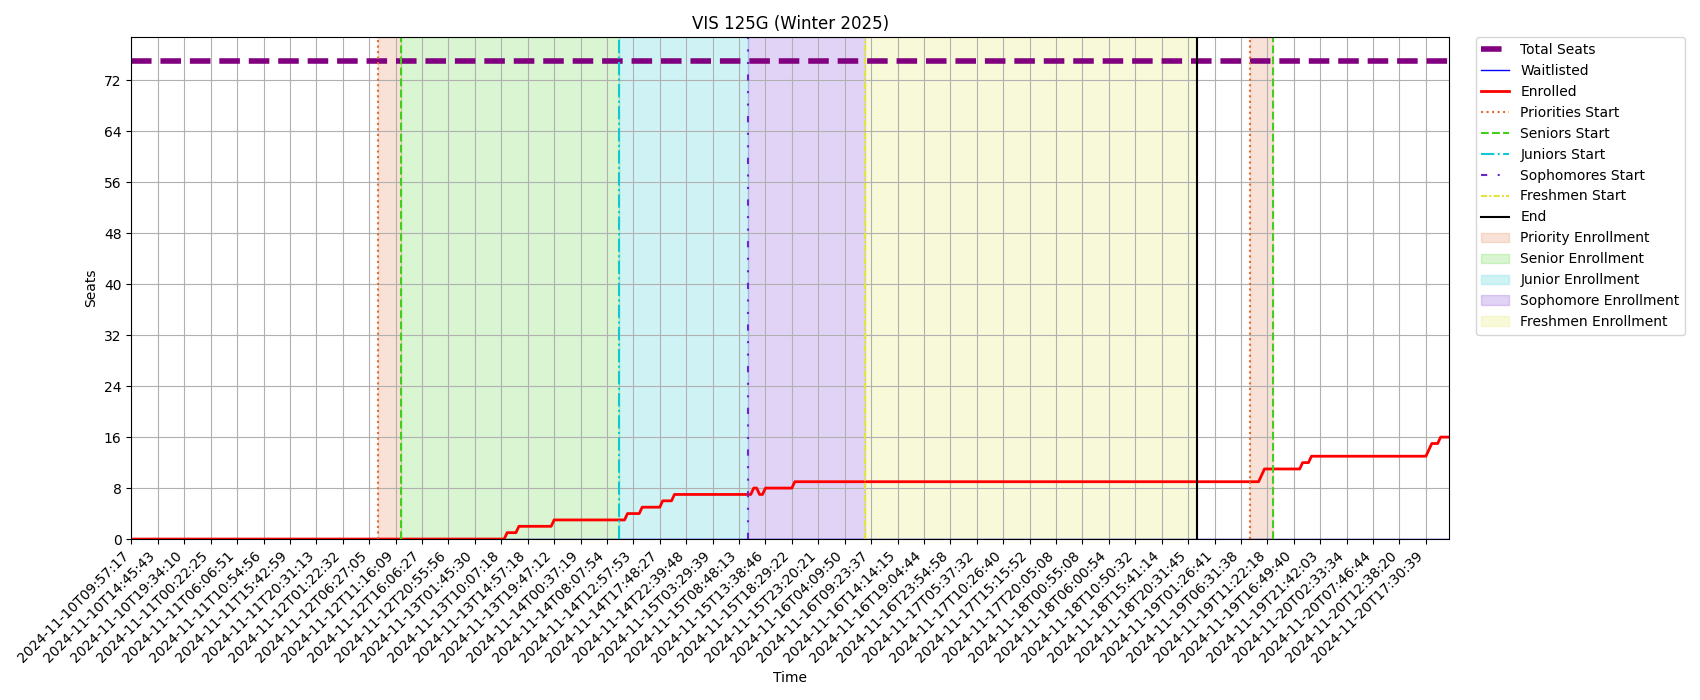 VIS 125G (Winter 2025)
Seats
72
64
56
48
40
32
24
16
8
0
2024-11-10T09:57:17
2024-11-10T14:45:43
2024-11-10T19:34:10
2024-11-11T00:22:25
2024-11-11T06:06:51
2024-11-11T10:54:56
2024-11-11T15:42:59
2024-11-11T20:31:13
2024-11-12T01:22:32
2024-11-12T06:27:05
2024-11-12T11:16:09
2024-11-12T16:06:27
2024-11-12T20:55:56
2024-11-13T01:45:30
2024-11-13T10:07:18
2024-11-13T14:57:18
2024-11-13T19:47:12
2024-11-14T00:37:19
2024-11-14T08:07:54
2024-11-14T12:57:53
2024-11-14T17:48:27
2024-11-14T22:39:48
2024-11-15T03:29:39
2024-11-15T08:48:13
2024-11-15T13:38:46
2024-11-15T18:29:22
2024-11-15T23:20:21
2024-11-16T04:09:50
2024-11-16T09:23:37
2024-11-16T14:14:15
2024-11-16T19:04:44
2024-11-16T23:54:58
2024-11-17T05:37:32
2024-11-17T10:26:40
2024-11-17T15:15:52
2024-11-17T20:05:08
2024-11-18T00:55:08
2024-11-18T06:00:54
2024-11-18T10:50:32
2024-11-18T15:41:14
2024-11-18T20:31:45
2024-11-19T01:26:41
2024-11-19T06:31:38
2024-11-19T11:22:18
2024-11-19T16:49:40
2024-11-19T21:42:03
2024-11-20T02:33:34
2024-11-20T07:46:44
2024-11-20T12:38:20
2024-11-20T17:30:39
Time
Total Seats
Waitlisted
Enrolled
Priorities Start
Seniors Start
Juniors Start
Sophomores Start
Freshmen Start
End
Priority Enrollment
Senior Enrollment
Junior Enrollment
Sophomore Enrollment
Freshmen Enrollment